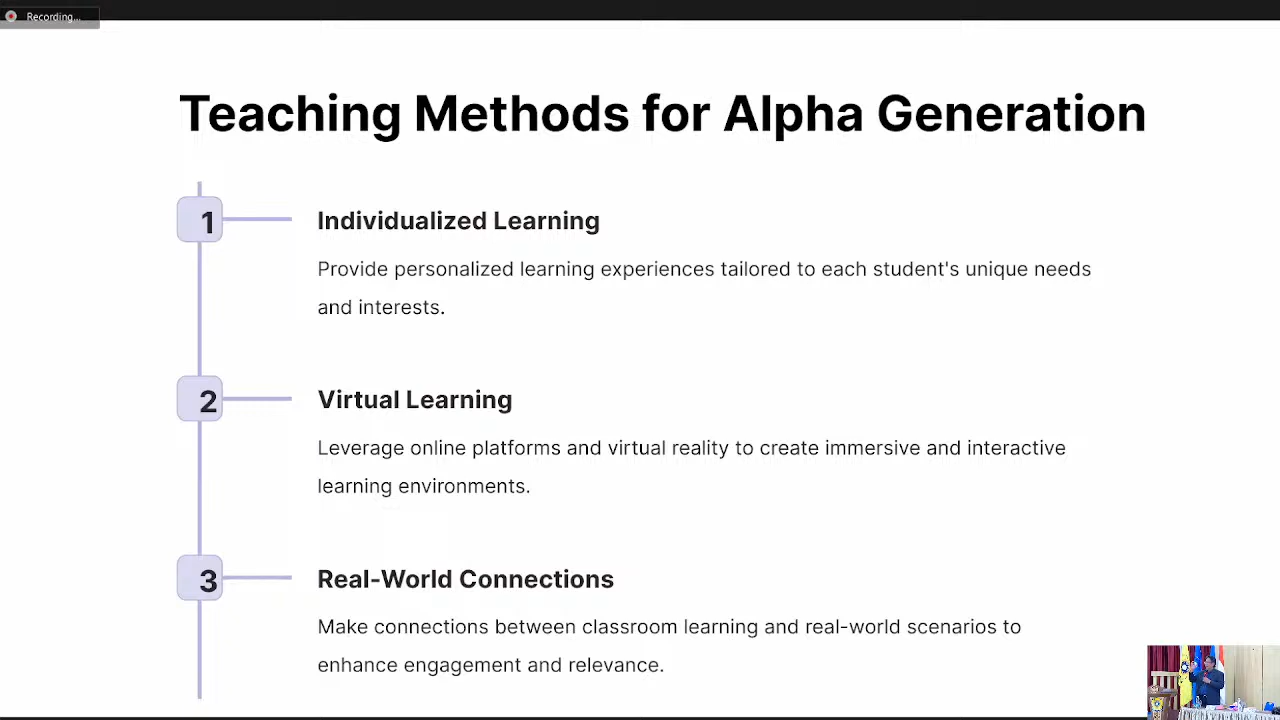 Recording...
Teaching Methods for Alpha Generation
1
Individualized Learning
Provide personalized learning experiences tailored to each student's unique needs
and interests.
2
Virtual Learning
Leverage online platforms and virtual reality to create immersive and interactive
learning environments.
3
Real-World Connections
Make connections between classroom learning and real-world scenarios to
enhance engagement and relevance.